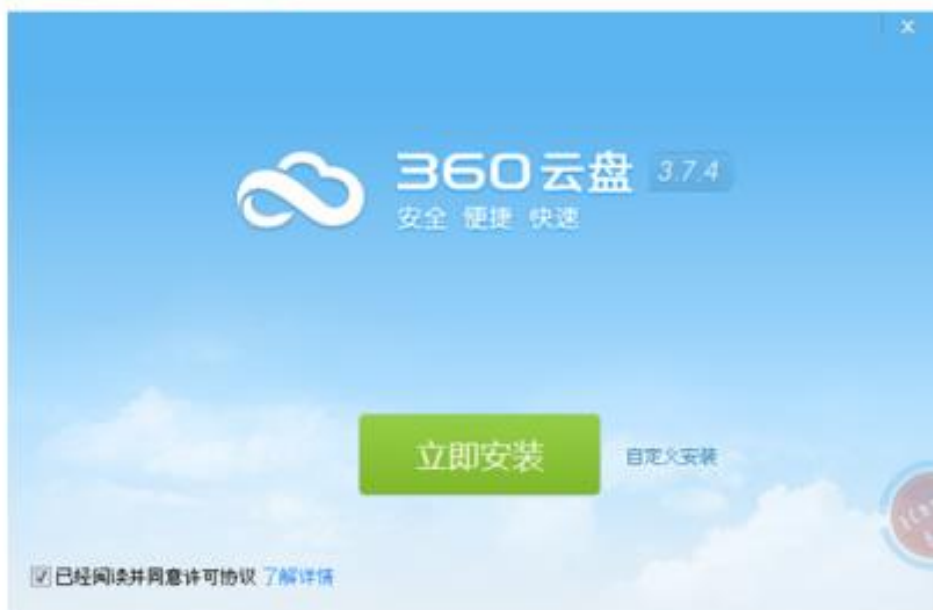 360云盘 3.7.4
安全 便捷 快速
立即安装 自定义安装
已经阅读并同意许可协议 了解详情